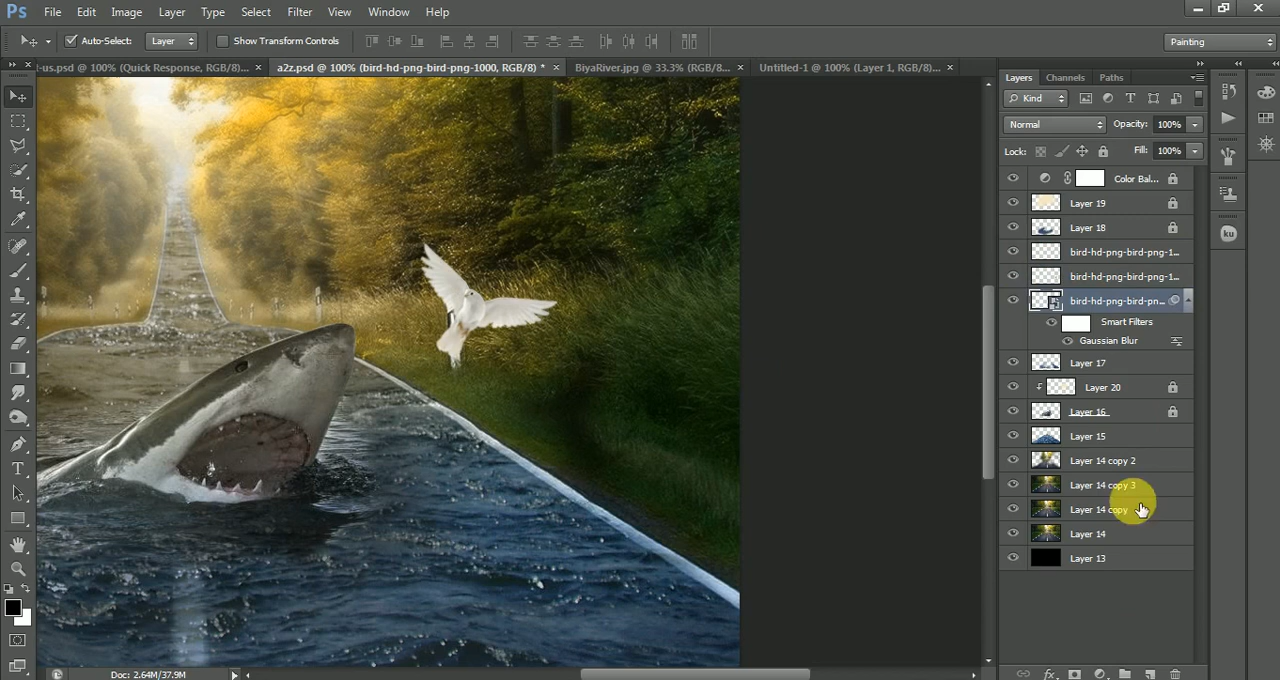 Ps File Edit Image Layer Type Select Filter View Window Help
Auto-Select: Layer Show Transform Controls Painting
-us.psd @ 100% (Quick Response, RGB/8)... × a2z.psd @ 100% (bird-hd-png-bird-png-1000, RGB/8) * × BiyaRiver.jpg @ 33.3% (RGB/8... × Untitled-1 @ 100% (Layer 1, RGB/8)... ×
Layers Channels Paths
Kind
Normal Opacity: 100%
Lock: Fill: 100%
Color Bal...
Layer 19
Layer 18
bird-hd-png-bird-png-1...
bird-hd-png-bird-png-1...
bird-hd-png-bird-pn...
Smart Filters
Gaussian Blur
Layer 17
Layer 20
Layer 16
Layer 15
Layer 14 copy 2
Layer 14 copy 3
Layer 14 copy
Layer 14
Layer 13
ku
Doc: 2.64M/37.9M
fx